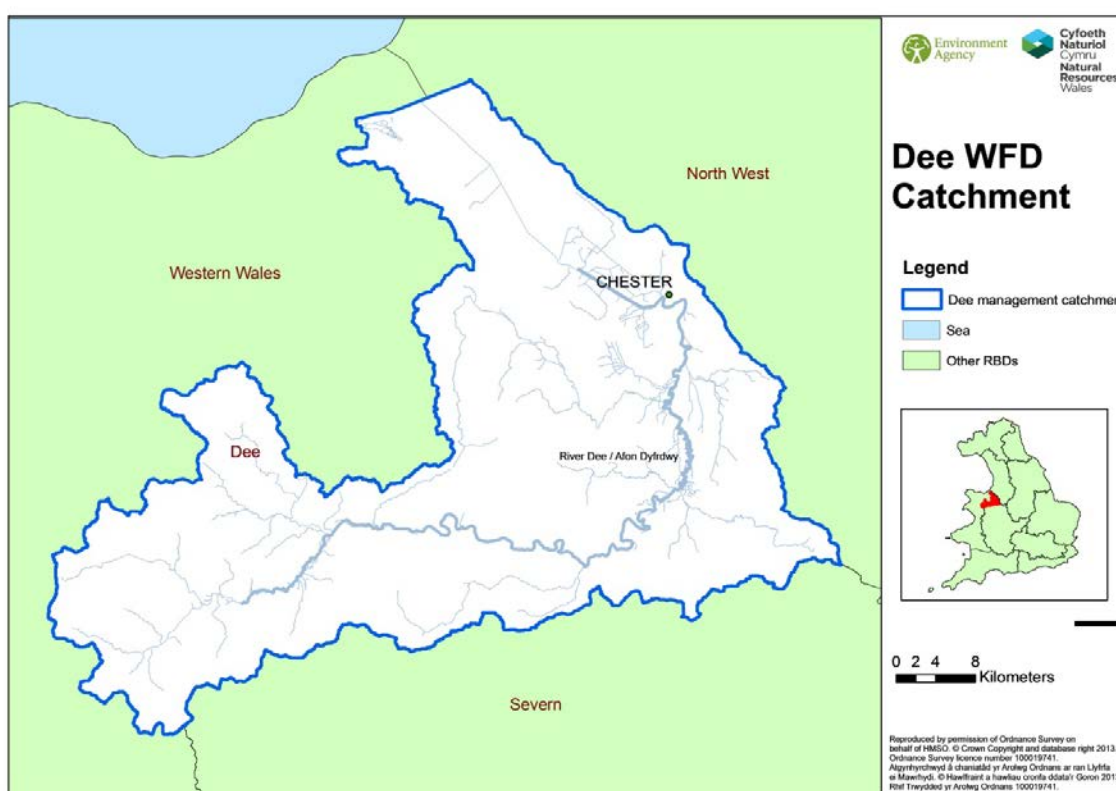 Environment
Agency
Cyfoeth
Naturiol
Cymru
Natural
Resources
Wales
Dee WFD
Catchment
North West
Western Wales
CHESTER
Dee
River Dee / Afon Dyfrdwy
Severn
Legend
Dee management catchmen
Sea
Other RBDs
0 2 4 8
Kilometers
Reproduced by permission of Ordnance Survey on
behalf of HMSO. © Crown Copyright and database right 2013.
Ordnance Survey licence number 100019741.
Atgynhyrchwyd â chaniatâd yr Arolwg Ordnans ar ran Llyfrfa
ei Mawrhydi. © Hawlfraint a hawliau cronfa ddata'r Goron 201
Rhif Trwydded yr Arolwg Ordnans 100019741.